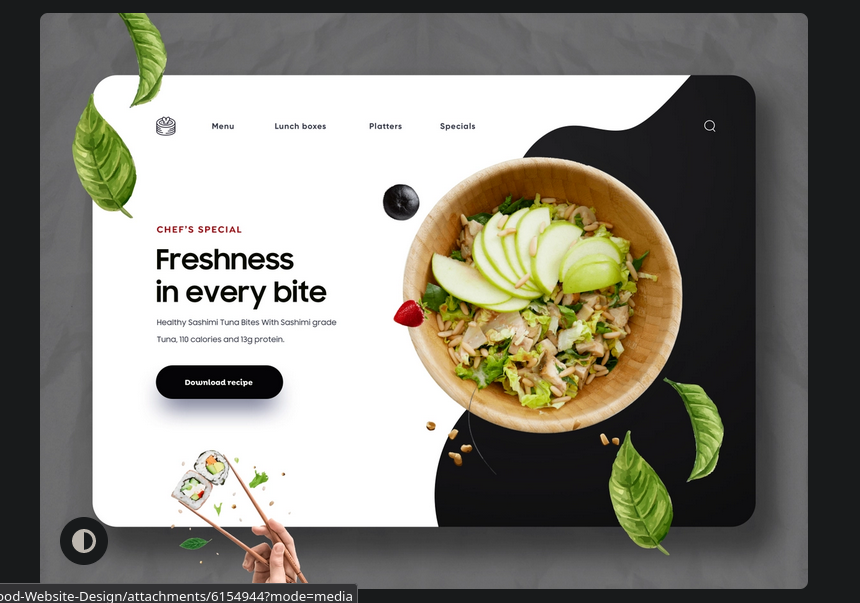 Menu
Lunch boxes
Platters
Specials
CHEF'S SPECIAL
Freshness
in every bite
Healthy Sashimi Tuna Bites With Sashimi grade
Tuna, 110 calories and 13g protein.
Download recipe
ood-Website-Design/attachments/6154944?mode=media